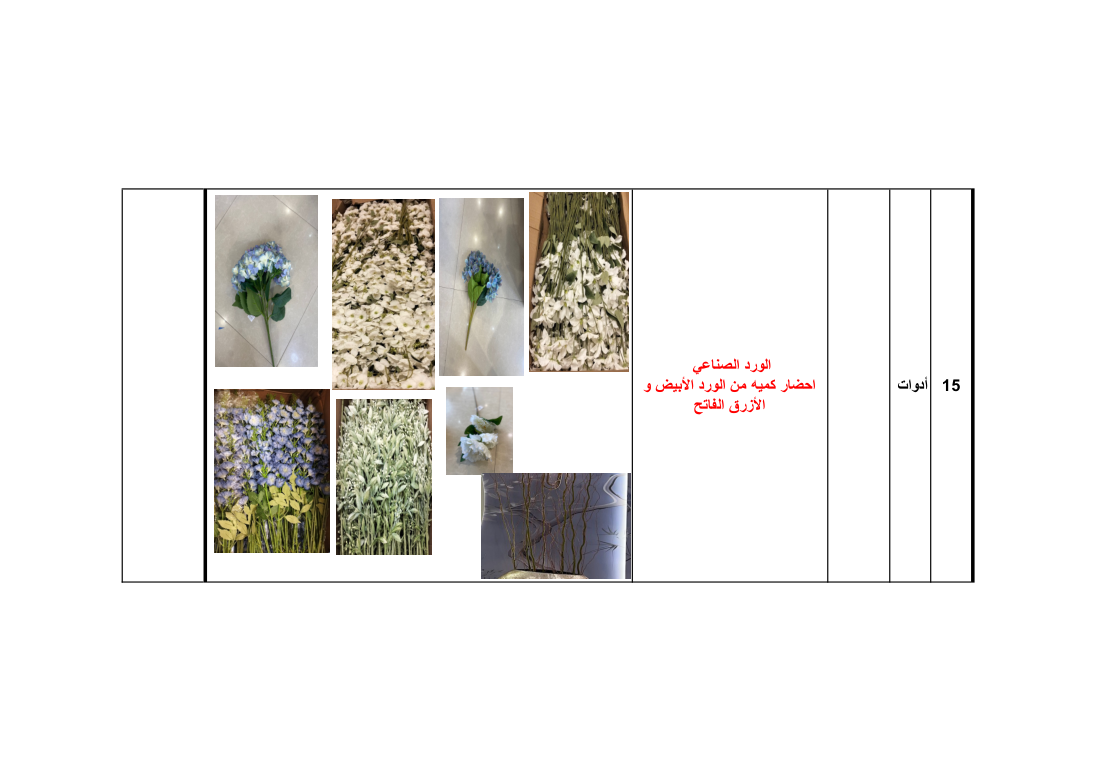 15
أدوات
الورد الصناعي
احضار كميه من الورد الأبيض و
الأزرق الفاتح